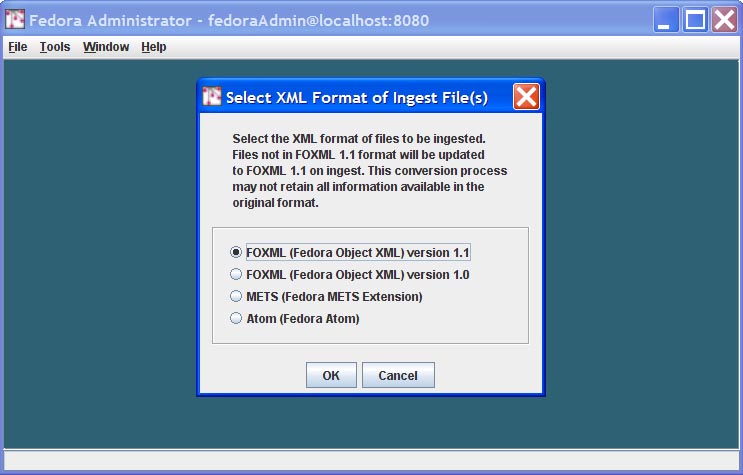 Fedora Administrator - fedoraAdmin@localhost:8080
File Tools Window Help
Select XML Format of Ingest File(s)
Select the XML format of files to be ingested.
Files not in FOXML 1.1 format will be updated
to FOXML 1.1 on ingest. This conversion process
may not retain all information available in the
original format.
FOXML (Fedora Object XML) version 1.1
FOXML (Fedora Object XML) version 1.0
METS (Fedora METS Extension)
Atom (Fedora Atom)
OK Cancel